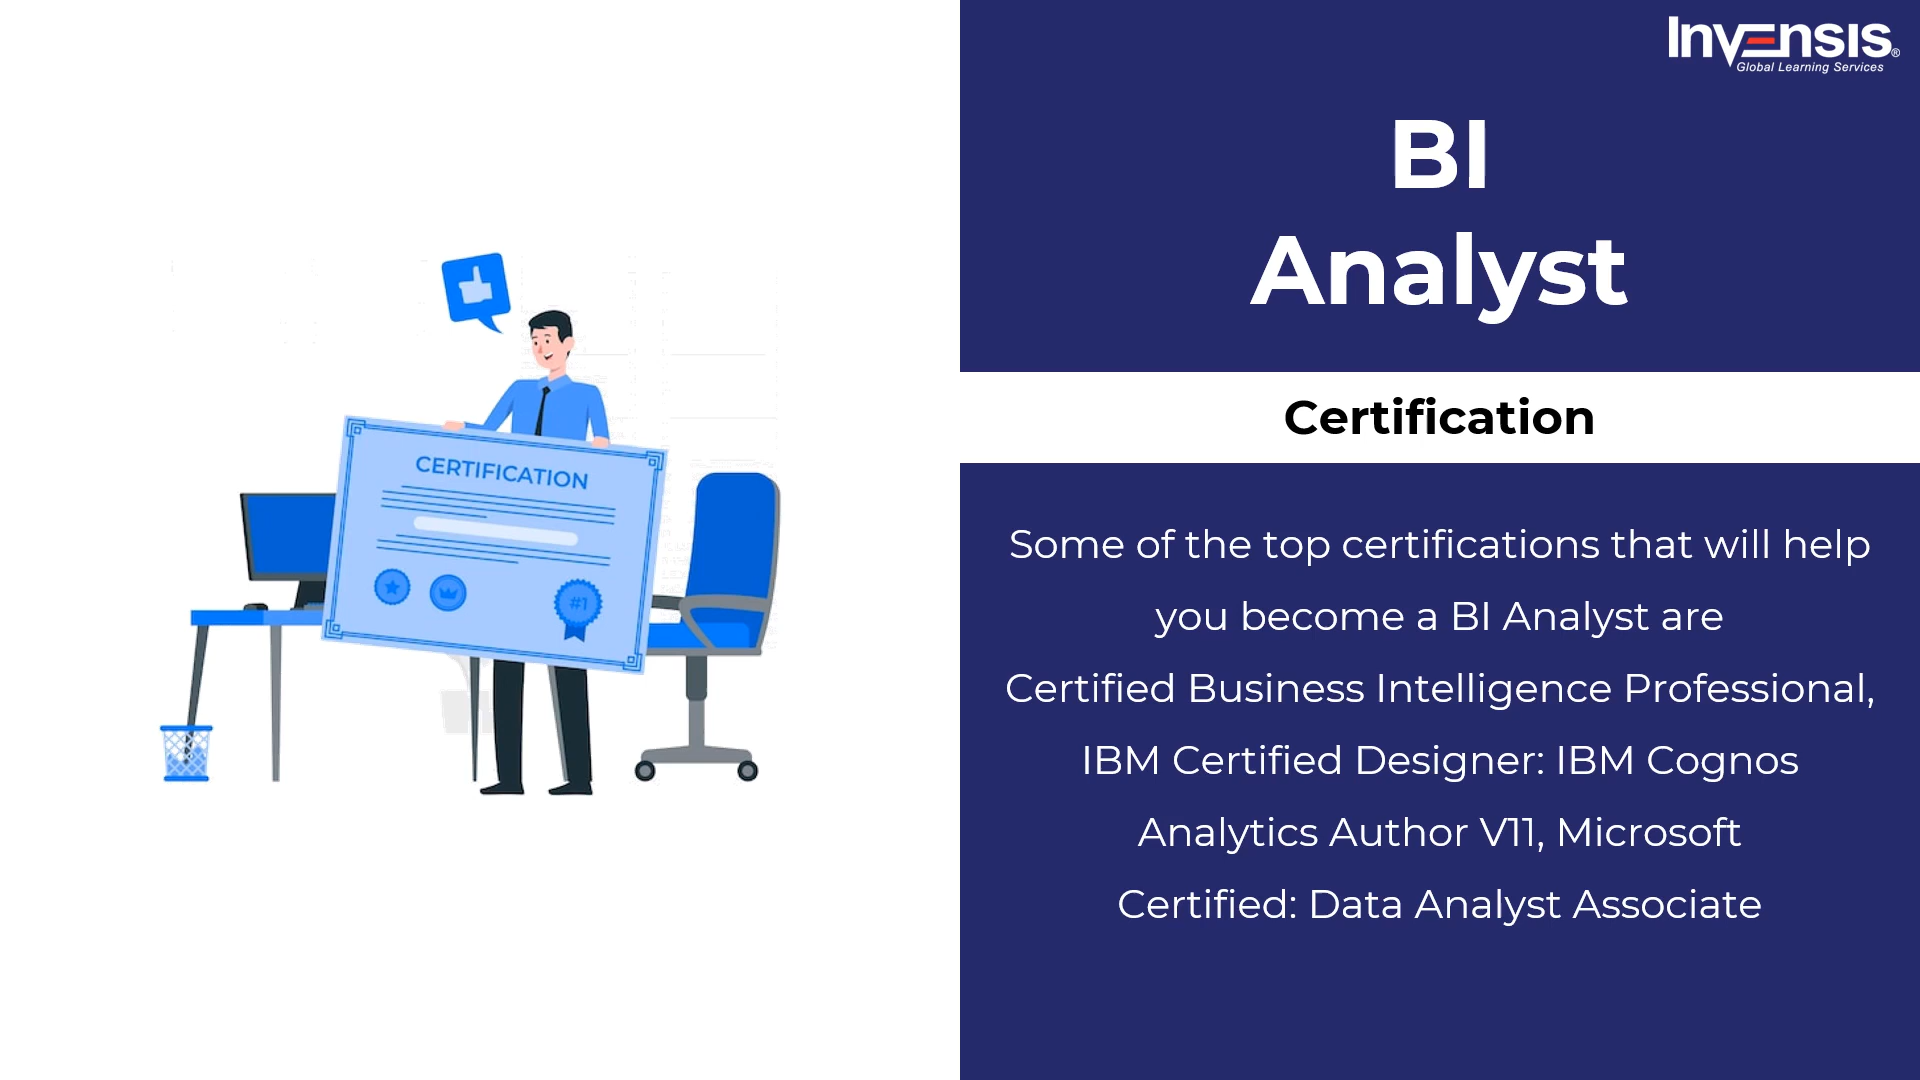 Invensis®
Global Learning Services
BI
Analyst
Certification
CERTIFICATION
#1
Some of the top certifications that will help
you become a BI Analyst are
Certified Business Intelligence Professional,
IBM Certified Designer: IBM Cognos
Analytics Author V11, Microsoft
Certified: Data Analyst Associate